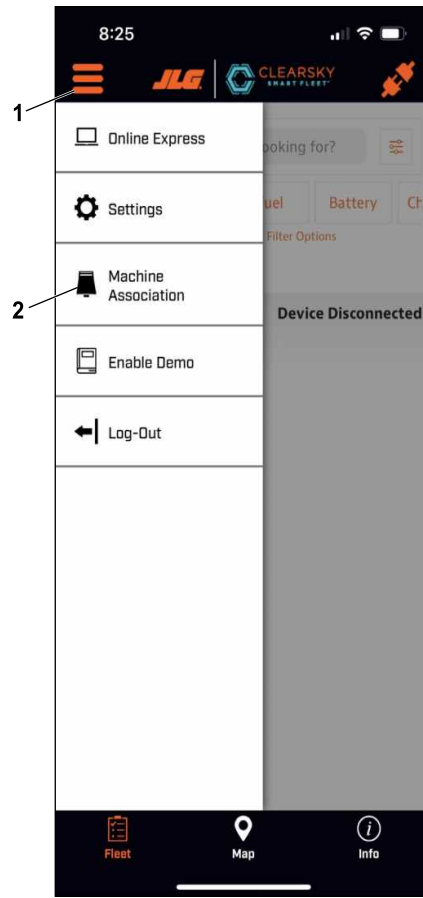 8:25
1
JLG
CLEARSKY
SMART FLEET
Online Express
ooking for?
Settings
uel
Battery
Ch
Filter Options
2
Machine
Association
Device Disconnected
Enable Demo
Log-Out
Fleet
Map
Info